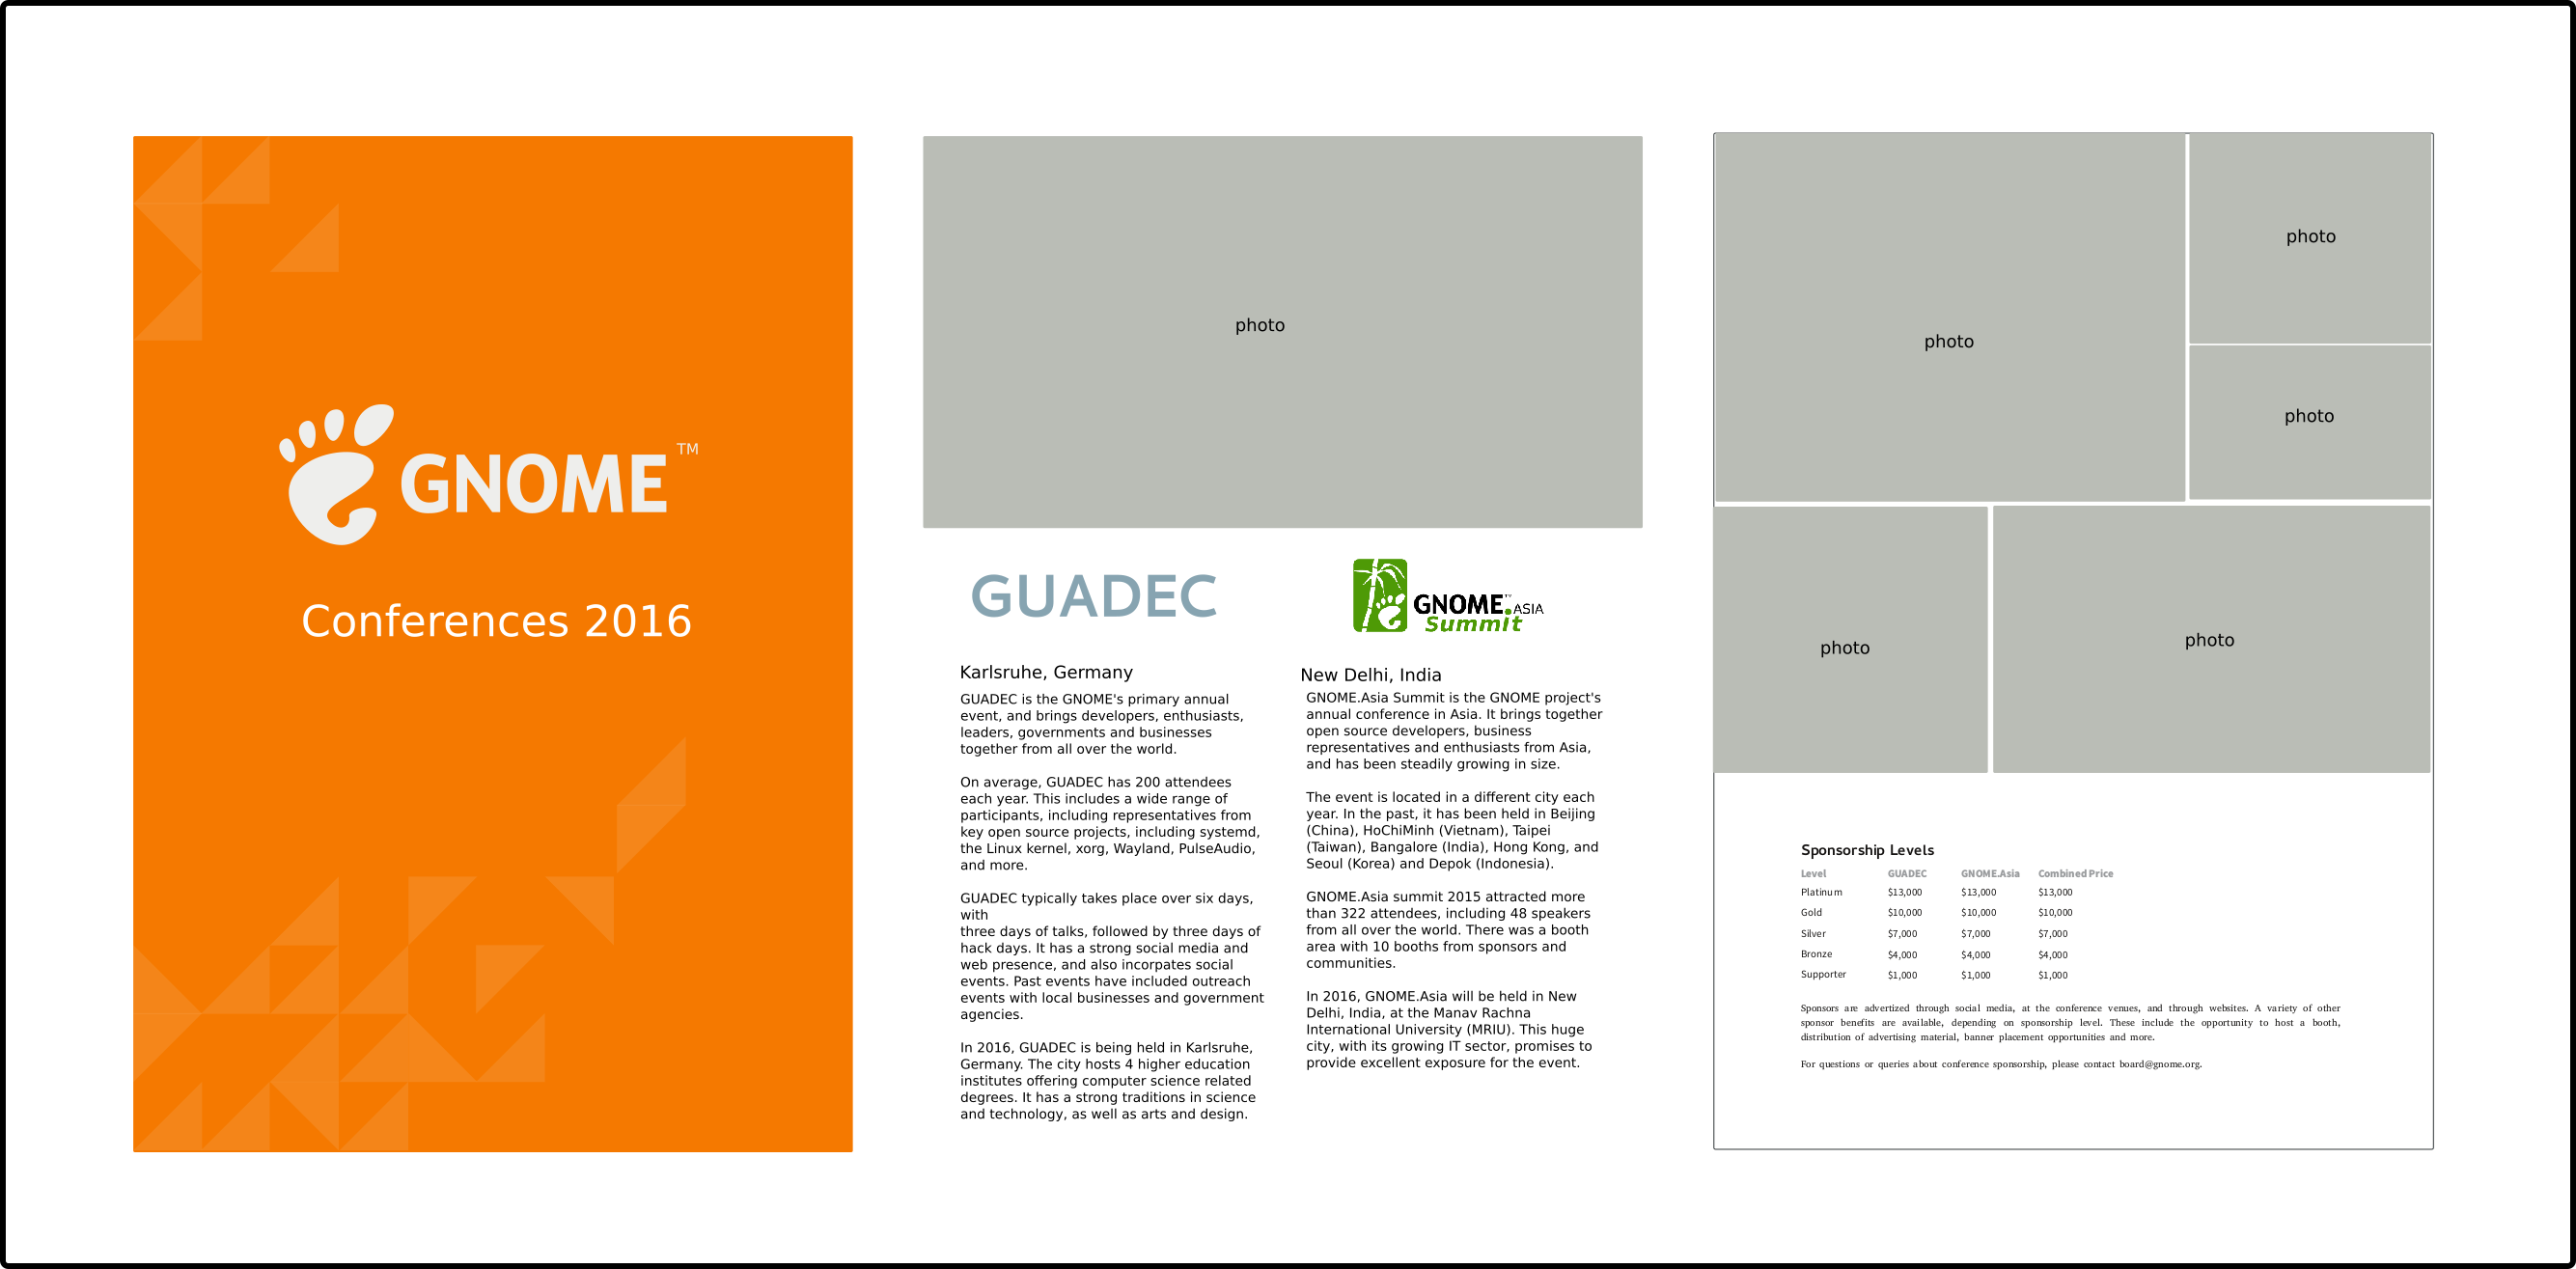 GNOME TM
Conferences 2016
photo
GUADEC
Karlsruhe, Germany
GUADEC is the GNOME's primary annual
event, and brings developers, enthusiasts,
leaders, governments and businesses
together from all over the world.
On average, GUADEC has 200 attendees
each year. This includes a wide range of
participants, including representatives from
key open source projects, including systemd,
the Linux kernel, xorg, Wayland, PulseAudio,
and more.
GUADEC typically takes place over six days,
with
three days of talks, followed by three days of
hack days. It has a strong social media and
web presence, and also incorpates social
events. Past events have included outreach
events with local businesses and government
agencies.
In 2016, GUADEC is being held in Karlsruhe,
Germany. The city hosts 4 higher education
institutes offering computer science related
degrees. It has a strong traditions in science
and technology, as well as arts and design.
GNOME.ASIA TM
Summit
New Delhi, India
GNOME.Asia Summit is the GNOME project's
annual conference in Asia. It brings together
open source developers, business
representatives and enthusiasts from Asia,
and has been steadily growing in size.
The event is located in a different city each
year. In the past, it has been held in Beijing
(China), HoChiMinh (Vietnam), Taipei
(Taiwan), Bangalore (India), Hong Kong, and
Seoul (Korea) and Depok (Indonesia).
GNOME.Asia summit 2015 attracted more
than 322 attendees, including 48 speakers
from all over the world. There was a booth
area with 10 booths from sponsors and
communities.
In 2016, GNOME.Asia will be held in New
Delhi, India, at the Manav Rachna
International University (MRIU). This huge
city, with its growing IT sector, promises to
provide excellent exposure for the event.
photo
photo
photo
photo
photo
Sponsorship Levels
Level GUADEC GNOME.Asia Combined Price
Platinum $13,000 $13,000 $13,000
Gold $10,000 $10,000 $10,000
Silver $7,000 $7,000 $7,000
Bronze $4,000 $4,000 $4,000
Supporter $1,000 $1,000 $1,000
Sponsors are advertized through social media, at the conference venues, and through websites. A variety of other
sponsor benefits are available, depending on sponsorship level. These include the opportunity to host a booth,
distribution of advertising material, banner placement opportunities and more.
For questions or queries about conference sponsorship, please contact board@gnome.org.